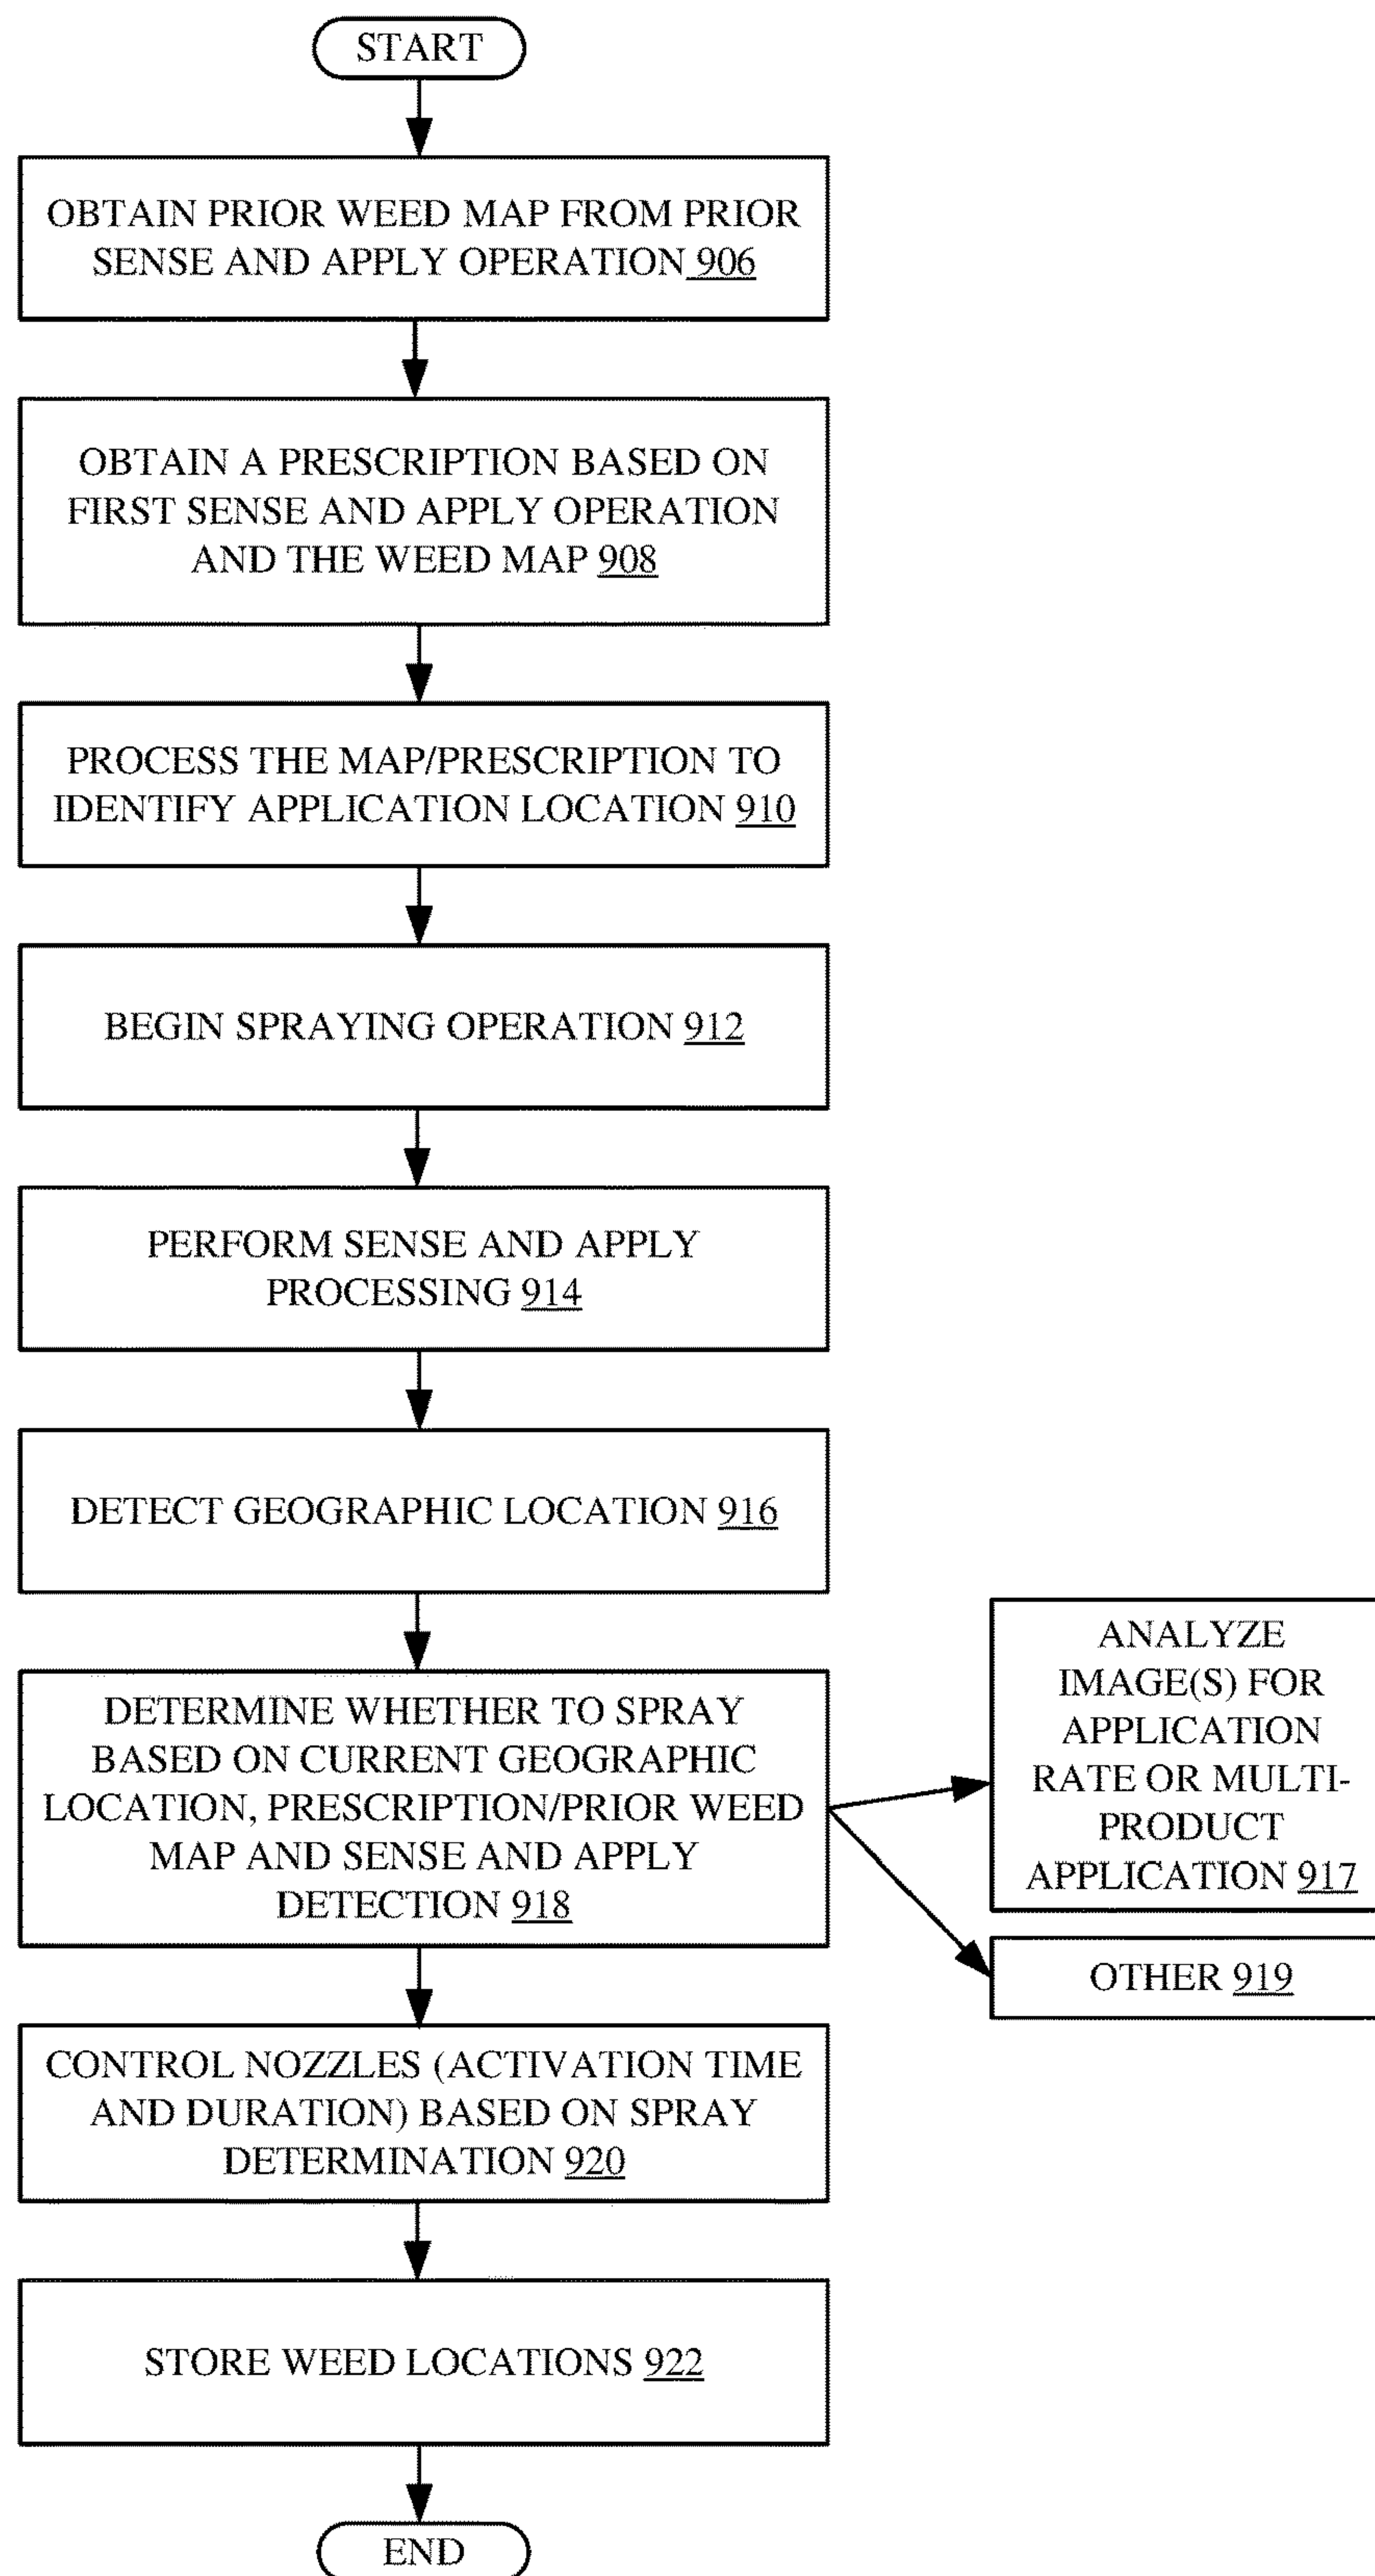 START
OBTAIN PRIOR WEED MAP FROM PRIOR
SENSE AND APPLY OPERATION 906
OBTAIN A PRESCRIPTION BASED ON
FIRST SENSE AND APPLY OPERATION
AND THE WEED MAP 908
PROCESS THE MAP/PRESCRIPTION TO
IDENTIFY APPLICATION LOCATION 910
BEGIN SPRAYING OPERATION 912
PERFORM SENSE AND APPLY
PROCESSING 914
DETECT GEOGRAPHIC LOCATION 916
DETERMINE WHETHER TO SPRAY
BASED ON CURRENT GEOGRAPHIC
LOCATION, PRESCRIPTION/PRIOR WEED
MAP AND SENSE AND APPLY
DETECTION 918
ANALYZE
IMAGE(S) FOR
APPLICATION
RATE OR MULTI-
PRODUCT
APPLICATION 917
OTHER 919
CONTROL NOZZLES (ACTIVATION TIME
AND DURATION) BASED ON SPRAY
DETERMINATION 920
STORE WEED LOCATIONS 922
END